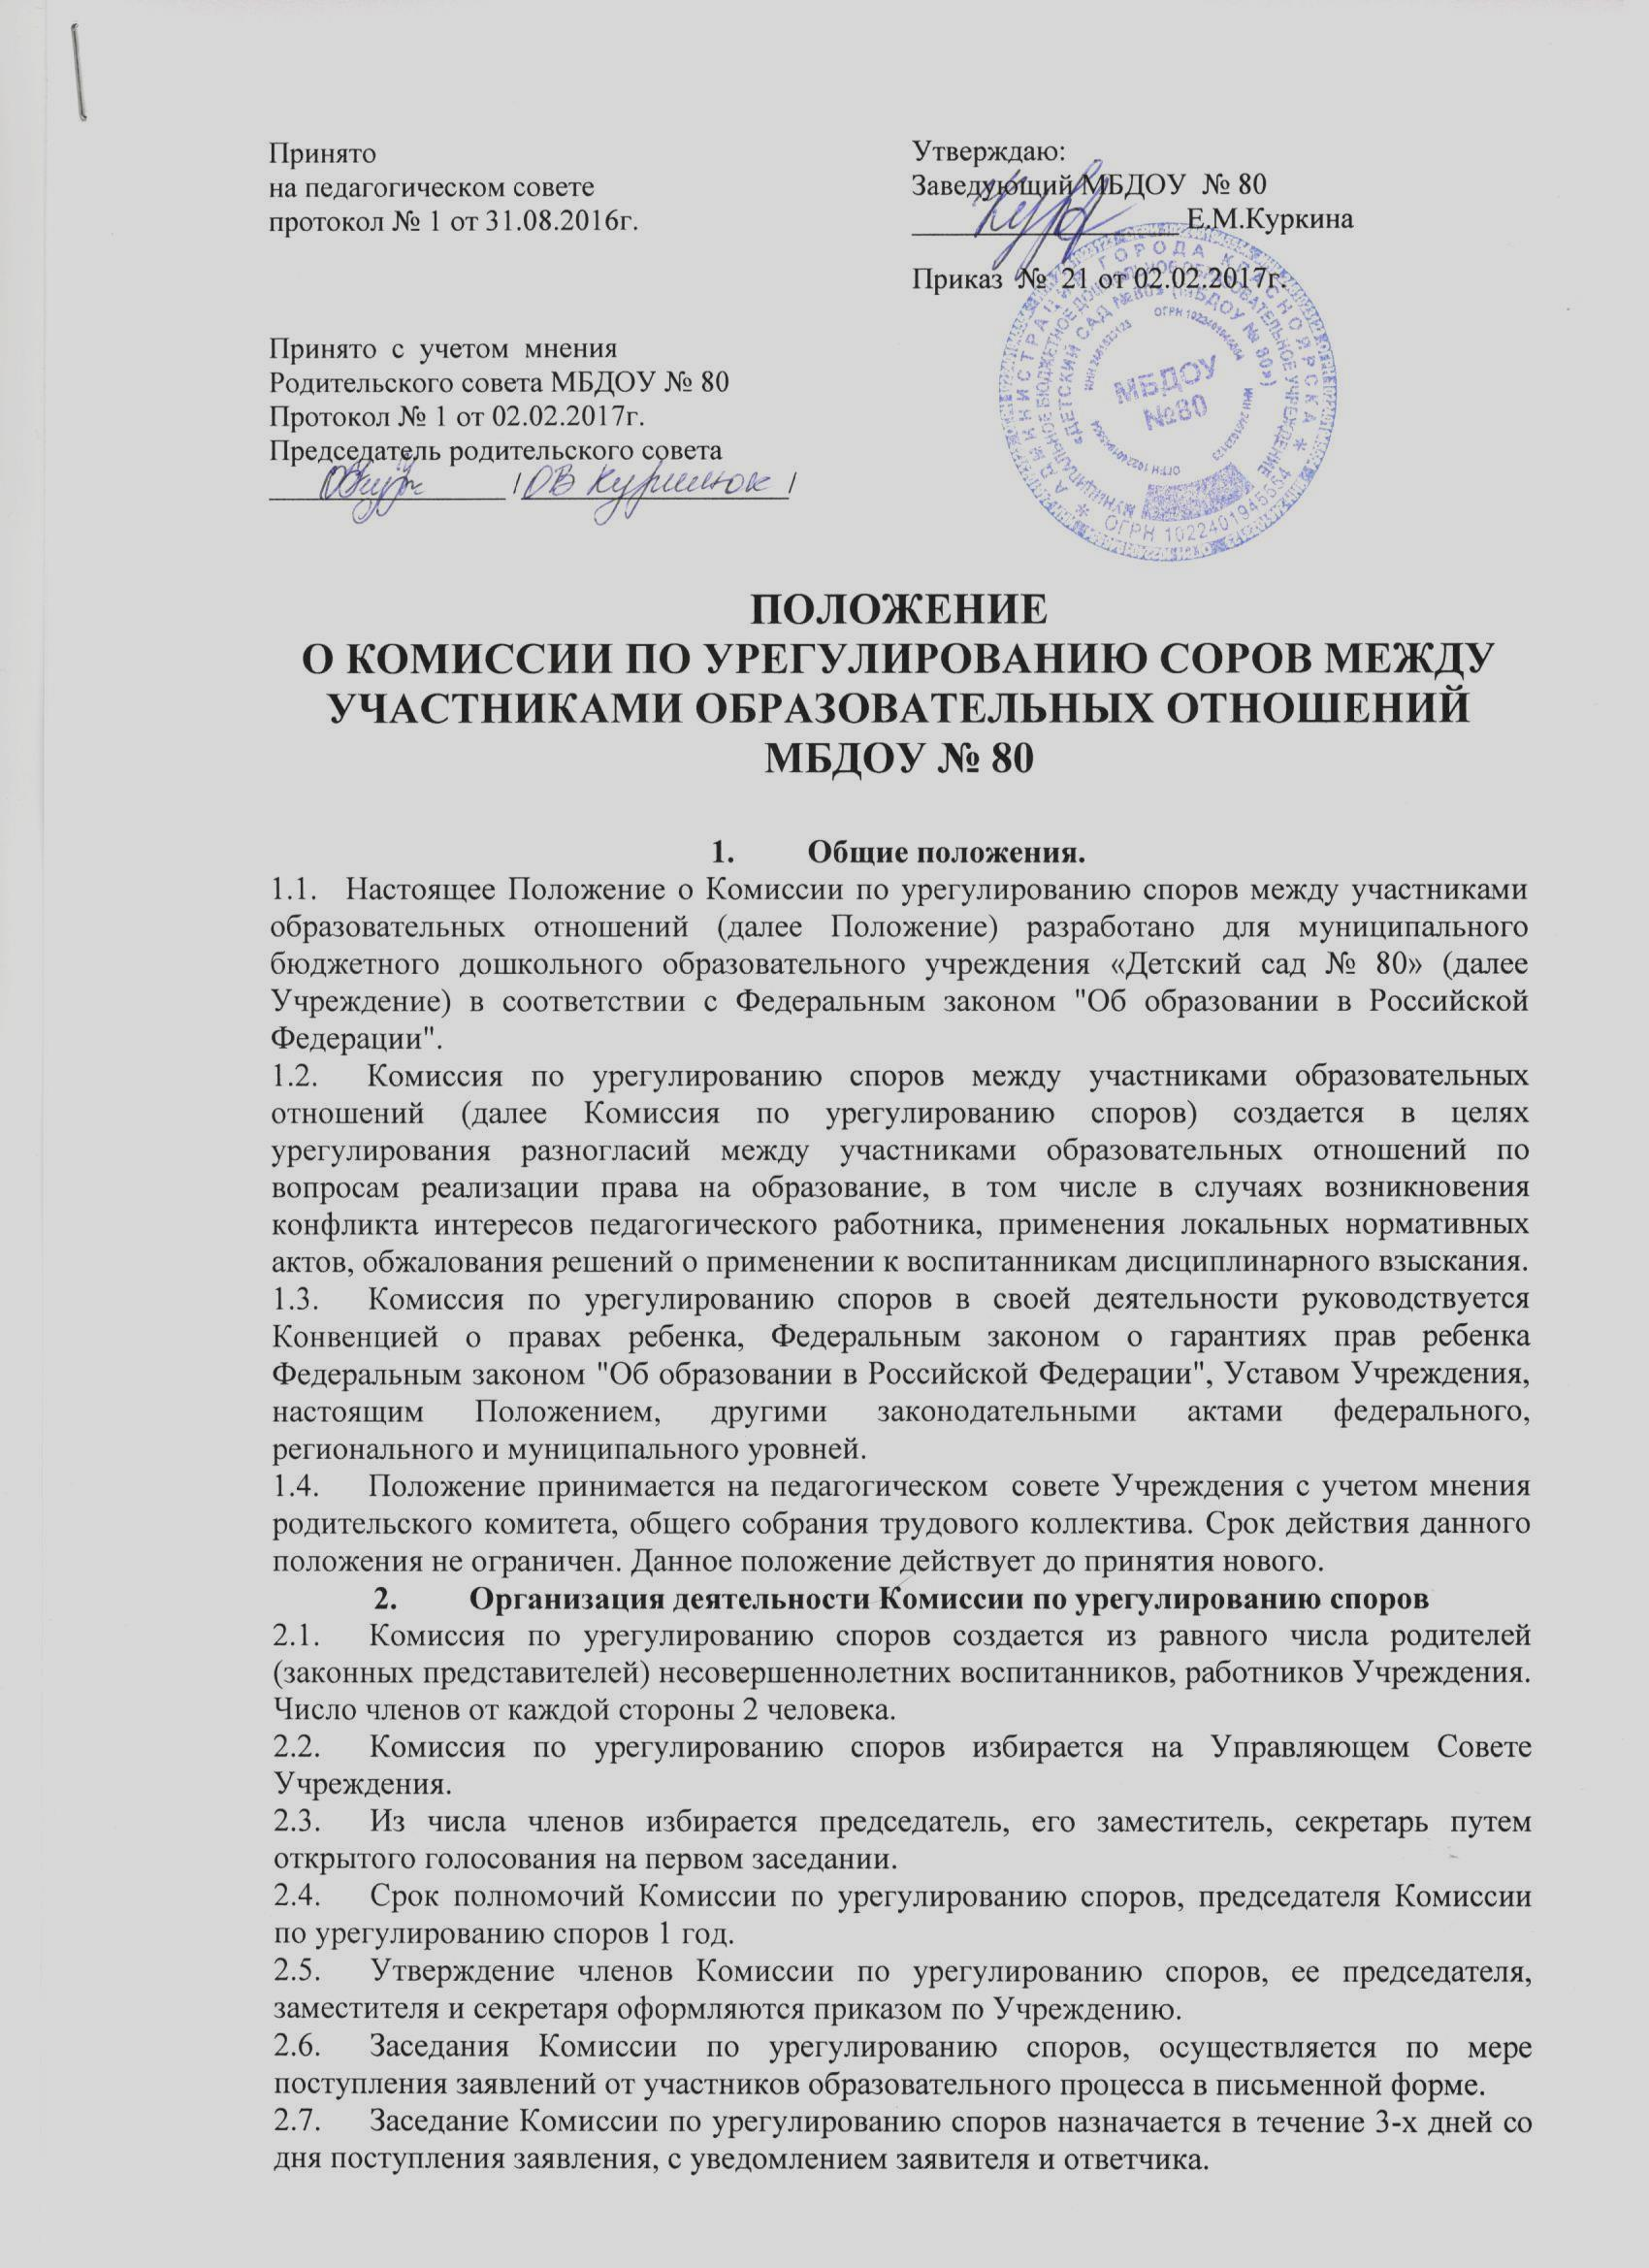 Принято
на педагогическом совете
протокол № 1 от 31.08.2016г.
Утверждаю:
Заведующий МБДОУ № 80
Е.М.Куркина
Приказ № 21 от 02.02.2017г.
Принято с учетом мнения
Родительского совета МБДОУ № 80
Протокол № 1 от 02.02.2017г.
Председатель родительского совета
МБДОУ
№80
ПОЛОЖЕНИЕ
О КОМИССИИ ПО УРЕГУЛИРОВАНИЮ СОРОВ МЕЖДУ
УЧАСТНИКАМИ ОБРАЗОВАТЕЛЬНЫХ ОТНОШЕНИЙ
МБДОУ № 80
1. Общие положения.
1.1. Настоящее Положение о Комиссии по урегулированию споров между участниками
образовательных отношений (далее Положение) разработано для муниципального
бюджетного дошкольного образовательного учреждения «Детский сад № 80» (далее
Учреждение) в соответствии с Федеральным законом "Об образовании в Российской
Федерации".
1.2. Комиссия по урегулированию споров между участниками образовательных
отношений (далее Комиссия по урегулированию споров) создается в целях
урегулирования разногласий между участниками образовательных отношений по
вопросам реализации права на образование, в том числе в случаях возникновения
конфликта интересов педагогического работника, применения локальных нормативных
актов, обжалования решений о применении к воспитанникам дисциплинарного взыскания.
1.3. Комиссия по урегулированию споров в своей деятельности руководствуется
Конвенцией о правах ребенка, Федеральным законом о гарантиях прав ребенка
Федеральным законом "Об образовании в Российской Федерации", Уставом Учреждения,
настоящим Положением, другими законодательными актами федерального,
регионального и муниципального уровней.
1.4. Положение принимается на педагогическом совете Учреждения с учетом мнения
родительского комитета, общего собрания трудового коллектива. Срок действия данного
положения не ограничен. Данное положение действует до принятия нового.
2. Организация деятельности Комиссии по урегулированию споров
2.1. Комиссия по урегулированию споров создается из равного числа родителей
(законных представителей) несовершеннолетних воспитанников, работников Учреждения.
Число членов от каждой стороны 2 человека.
2.2. Комиссия по урегулированию споров избирается на Управляющем Совете
Учреждения.
2.3. Из числа членов избирается председатель, его заместитель, секретарь путем
открытого голосования на первом заседании.
2.4. Срок полномочий Комиссии по урегулированию споров, председателя Комиссии
по урегулированию споров 1 год.
2.5. Утверждение членов Комиссии по урегулированию споров, ее председателя,
заместителя и секретаря оформляются приказом по Учреждению.
2.6. Заседания Комиссии по урегулированию споров, осуществляется по мере
поступления заявлений от участников образовательного процесса в письменной форме.
2.7. Заседание Комиссии по урегулированию споров назначается в течение 3-х дней со
дня поступления заявления, с уведомлением заявителя и ответчика.